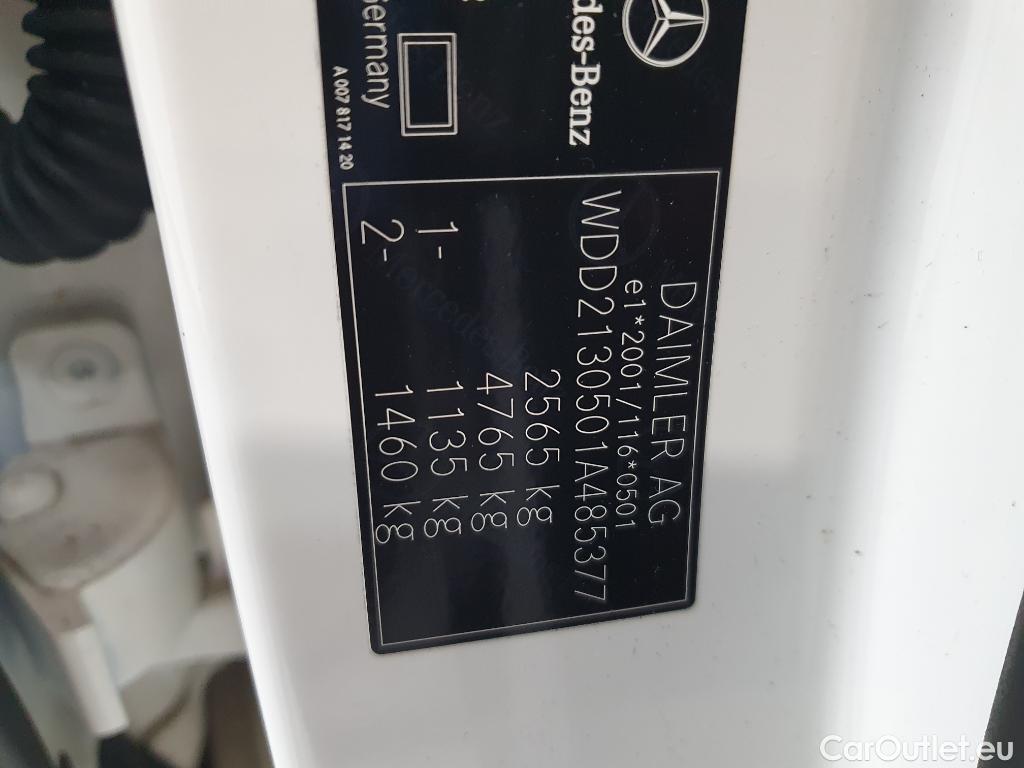 des-Benz
Germany
A 007 817 14 20
DAIMLER AG
e1*2001/116*0501
WDD2130501A485377
2565 kg
4765 kg
1- 1135 kg
2- 1460 kg
CarOutlet.eu